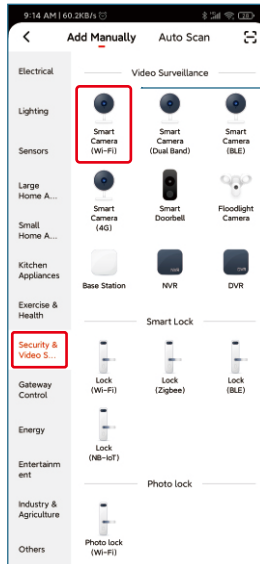 9:14 AM | 60.2KB/s
Add Manually Auto Scan
Electrical
Lighting
Sensors
Large
Home A...
Small
Home A...
Kitchen
Appliances
Exercise &
Health
Security &
Video S...
Gateway
Control
Energy
Entertainm
ent
Industry &
Agriculture
Others
Video Surveillance
Smart
Camera
(Wi-Fi)
Smart
Camera
(Dual Band)
Smart
Camera
(BLE)
Smart
Camera
(4G)
Smart
Doorbell
Floodlight
Camera
Base Station
NVR
DVR
Smart Lock
Lock
(Wi-Fi)
Lock
(Zigbee)
Lock
(BLE)
Lock
(NB-IoT)
Photo lock
Photo lock
(Wi-Fi)